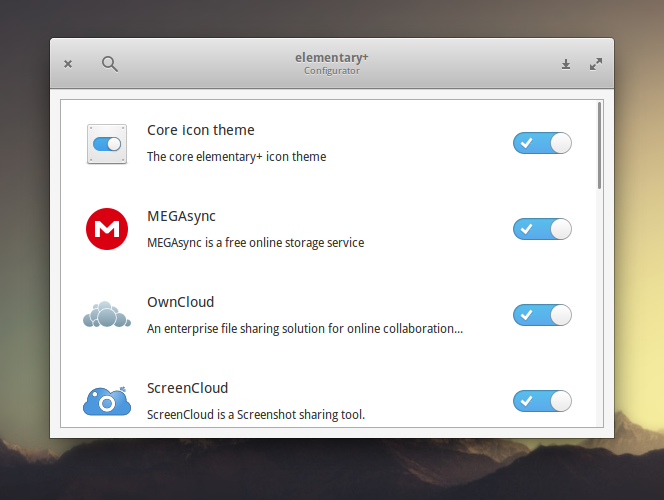 elementary+
Configurator
Core icon theme
The core elementary+ icon theme
MEGAsync
MEGAsync is a free online storage service
OwnCloud
An enterprise file sharing solution for online collaboration...
ScreenCloud
ScreenCloud is a Screenshot sharing tool.